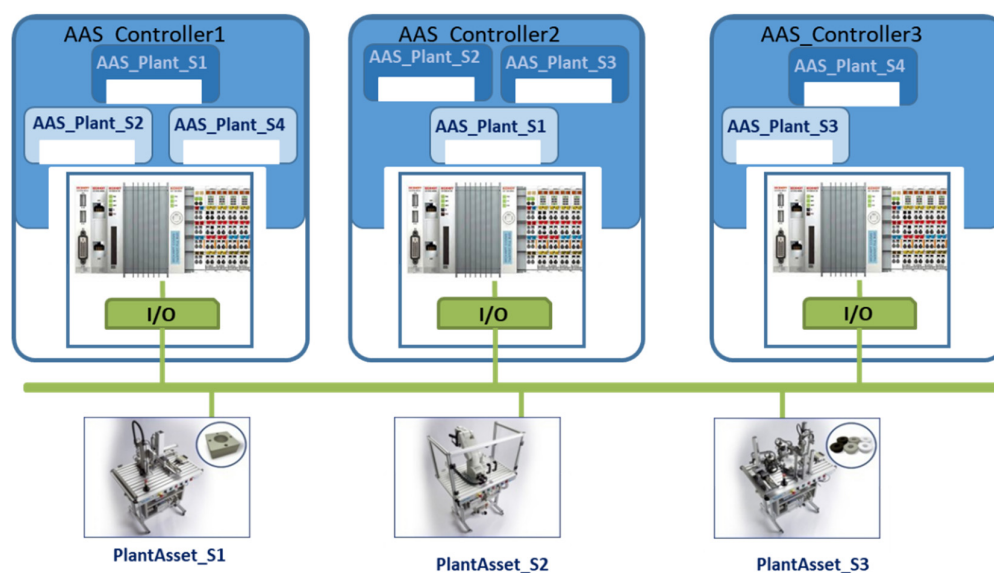 AAS_Controller1
AAS_Plant_S1
AAS_Plant_S2
AAS_Plant_S4
I/O
AAS_Controller2
AAS_Plant_S2
AAS_Plant_S3
AAS_Plant_S1
I/O
AAS_Controller3
AAS_Plant_S4
AAS_Plant_S3
I/O
PlantAsset_S1
PlantAsset_S2
PlantAsset_S3